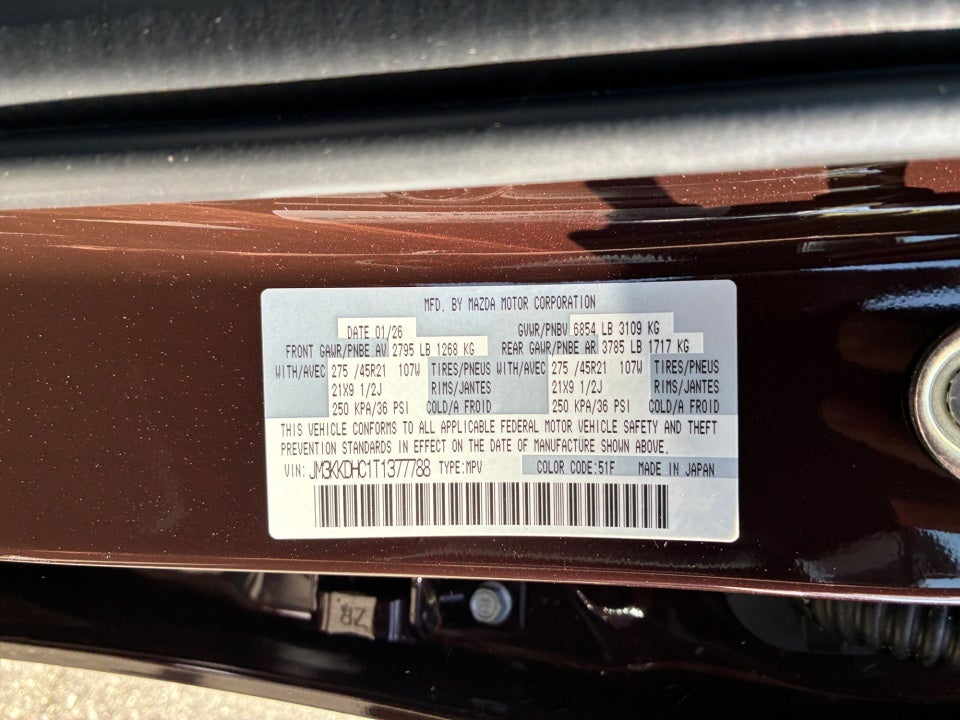 MFD. BY MAZDA MOTOR CORPORATION
DATE 01/26 GVWR/PNBV 6854 LB 3109 KG
FRONT GAWR/PNBE AV 2795 LB 1268 KG REAR GAWR/PNBE AR 3785 LB 1717 KG
WITH/AVEC 275 /45R21 107W TIRES/PNEUS WITH/AVEC 275 /45R21 107W TIRES/PNEUS
21X9 1/2J RIMS/JANTES 21X9 1/2J RIMS/JANTES
250 KPA/36 PSI COLD/A FROID 250 KPA/36 PSI COLD/A FROID
THIS VEHICLE CONFORMS TO ALL APPLICABLE FEDERAL MOTOR VEHICLE SAFETY AND THEFT
PREVENTION STANDARDS IN EFFECT ON THE DATE OF MANUFACTURE SHOWN ABOVE.
VIN: JM3KKDHC1T1377788 TYPE:MPV COLOR CODE:51F MADE IN JAPAN
ZR